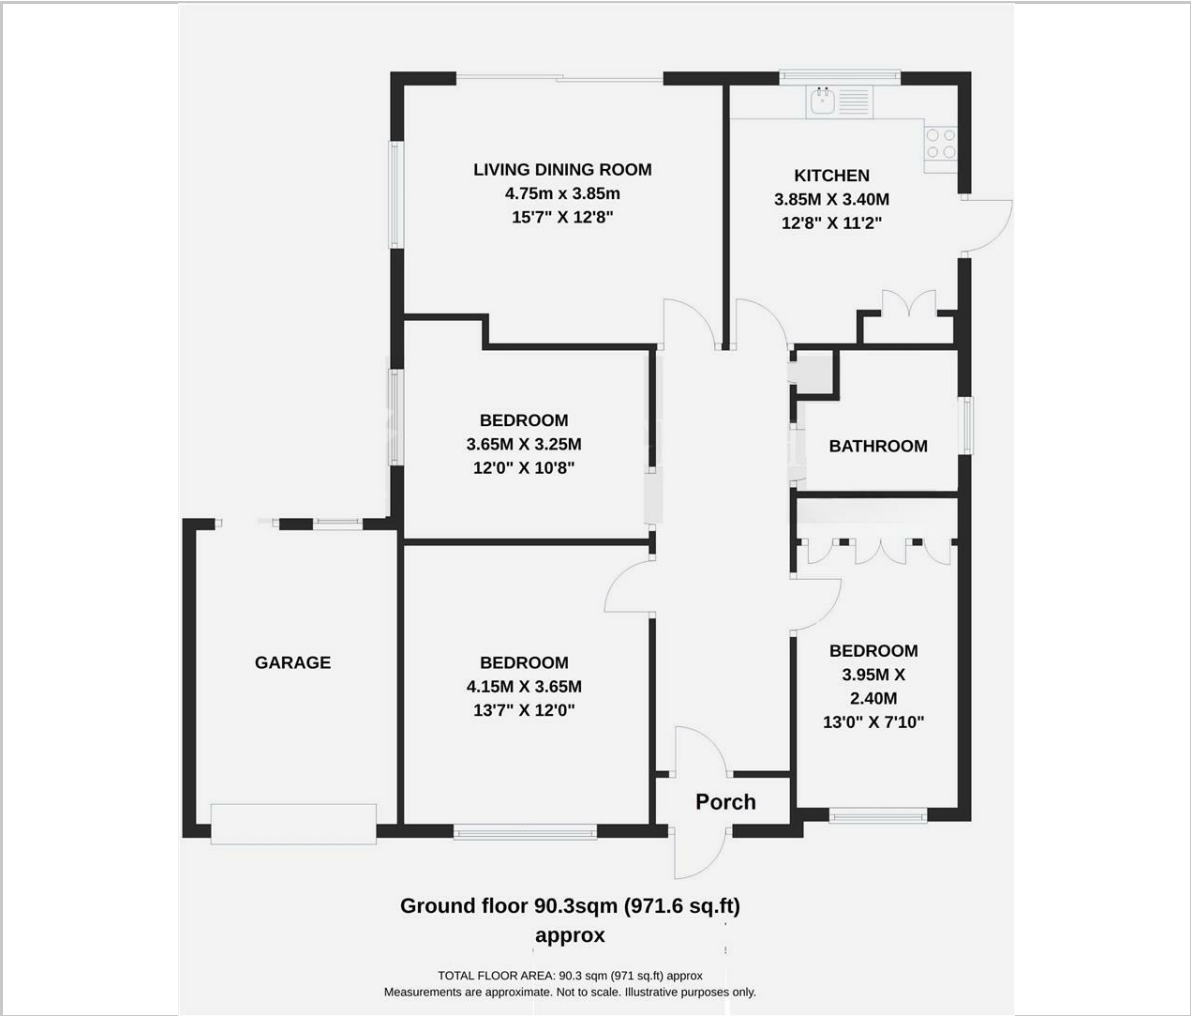 LIVING DINING ROOM
4.75m x 3.85m
15'7" X 12'8"
KITCHEN
3.85M X 3.40M
12'8" X 11'2"
BEDROOM
3.65M X 3.25M
12'0" X 10'8"
BATHROOM
GARAGE
BEDROOM
4.15M X 3.65M
13'7" X 12'0"
BEDROOM
3.95M X
2.40M
13'0" X 7'10"
Porch
Ground floor 90.3sqm (971.6 sq.ft)
approx
TOTAL FLOOR AREA: 90.3 sqm (971 sq.ft) approx
Measurements are approximate. Not to scale. Illustrative purposes only.